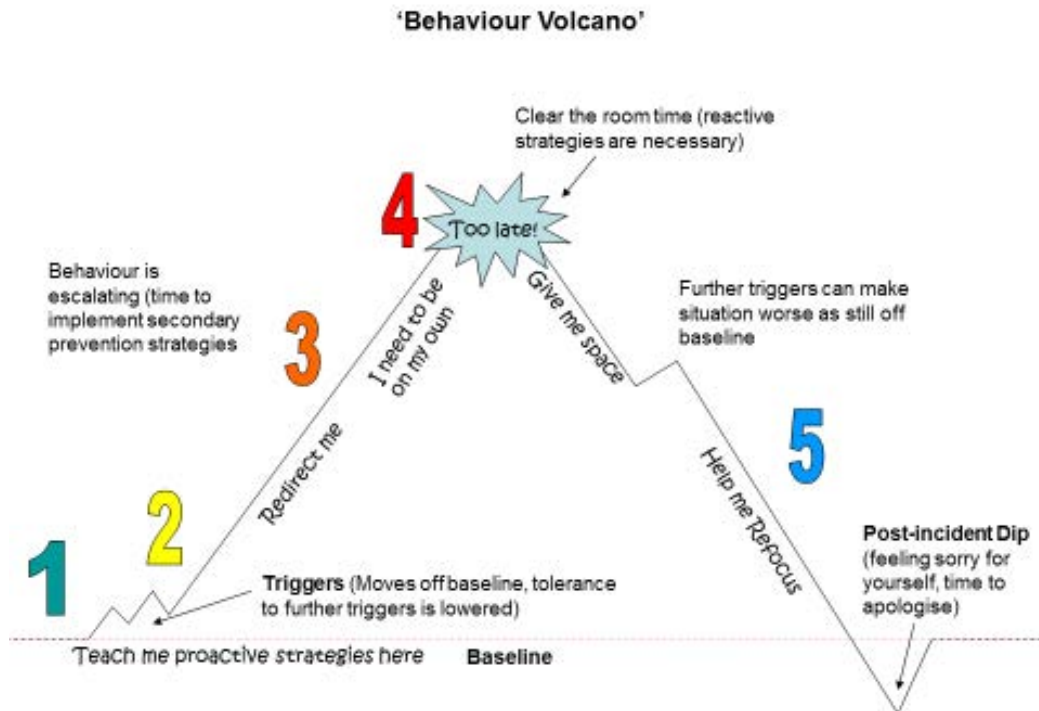 ‘Behaviour Volcano’
Clear the room time (reactive
strategies are necessary)
4
Too late!
Behaviour is
escalating (time to
implement secondary
prevention strategies
3
I need to be
on my own
Give me space
Further triggers can make
situation worse as still off
baseline
Redirect me
5
Help me Refocus
2
1
Triggers (Moves off baseline, tolerance
to further triggers is lowered)
Post-incident Dip
(feeling sorry for
yourself, time to
apologise)
Teach me proactive strategies here
Baseline